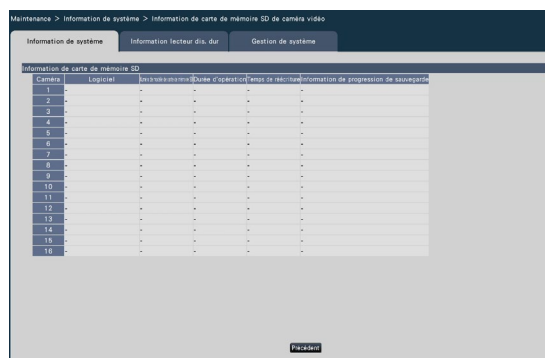 Maintenance > Information de système > Information de carte de mémoire SD de caméra vidéo
Information de système Information lecteur dis. dur Gestion de système
Information de carte de mémoire SD
Caméra Logiciel Durée d'opération Temps de réécriture Information de progression de sauvegarde
1 - - - - -
2 - - - - -
3 - - - - -
4 - - - - -
5 - - - - -
6 - - - - -
7 - - - - -
8 - - - - -
9 - - - - -
10 - - - - -
11 - - - - -
12 - - - - -
13 - - - - -
14 - - - - -
15 - - - - -
16 - - - - -
Précédent